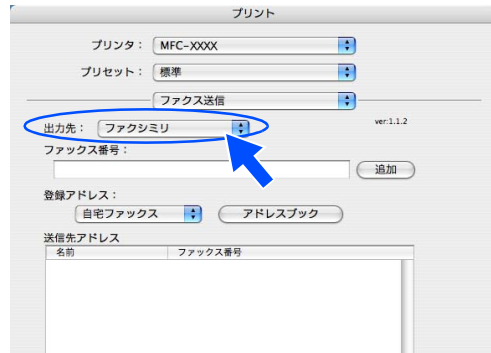 プリント
プリンタ： MFC-XXXX
プリセット： 標準
ファクス送信
出力先： ファクシミリ
ver:1.1.2
ファックス番号：
追加
登録アドレス：
自宅ファックス アドレスブック
送信先アドレス
名前 ファックス番号